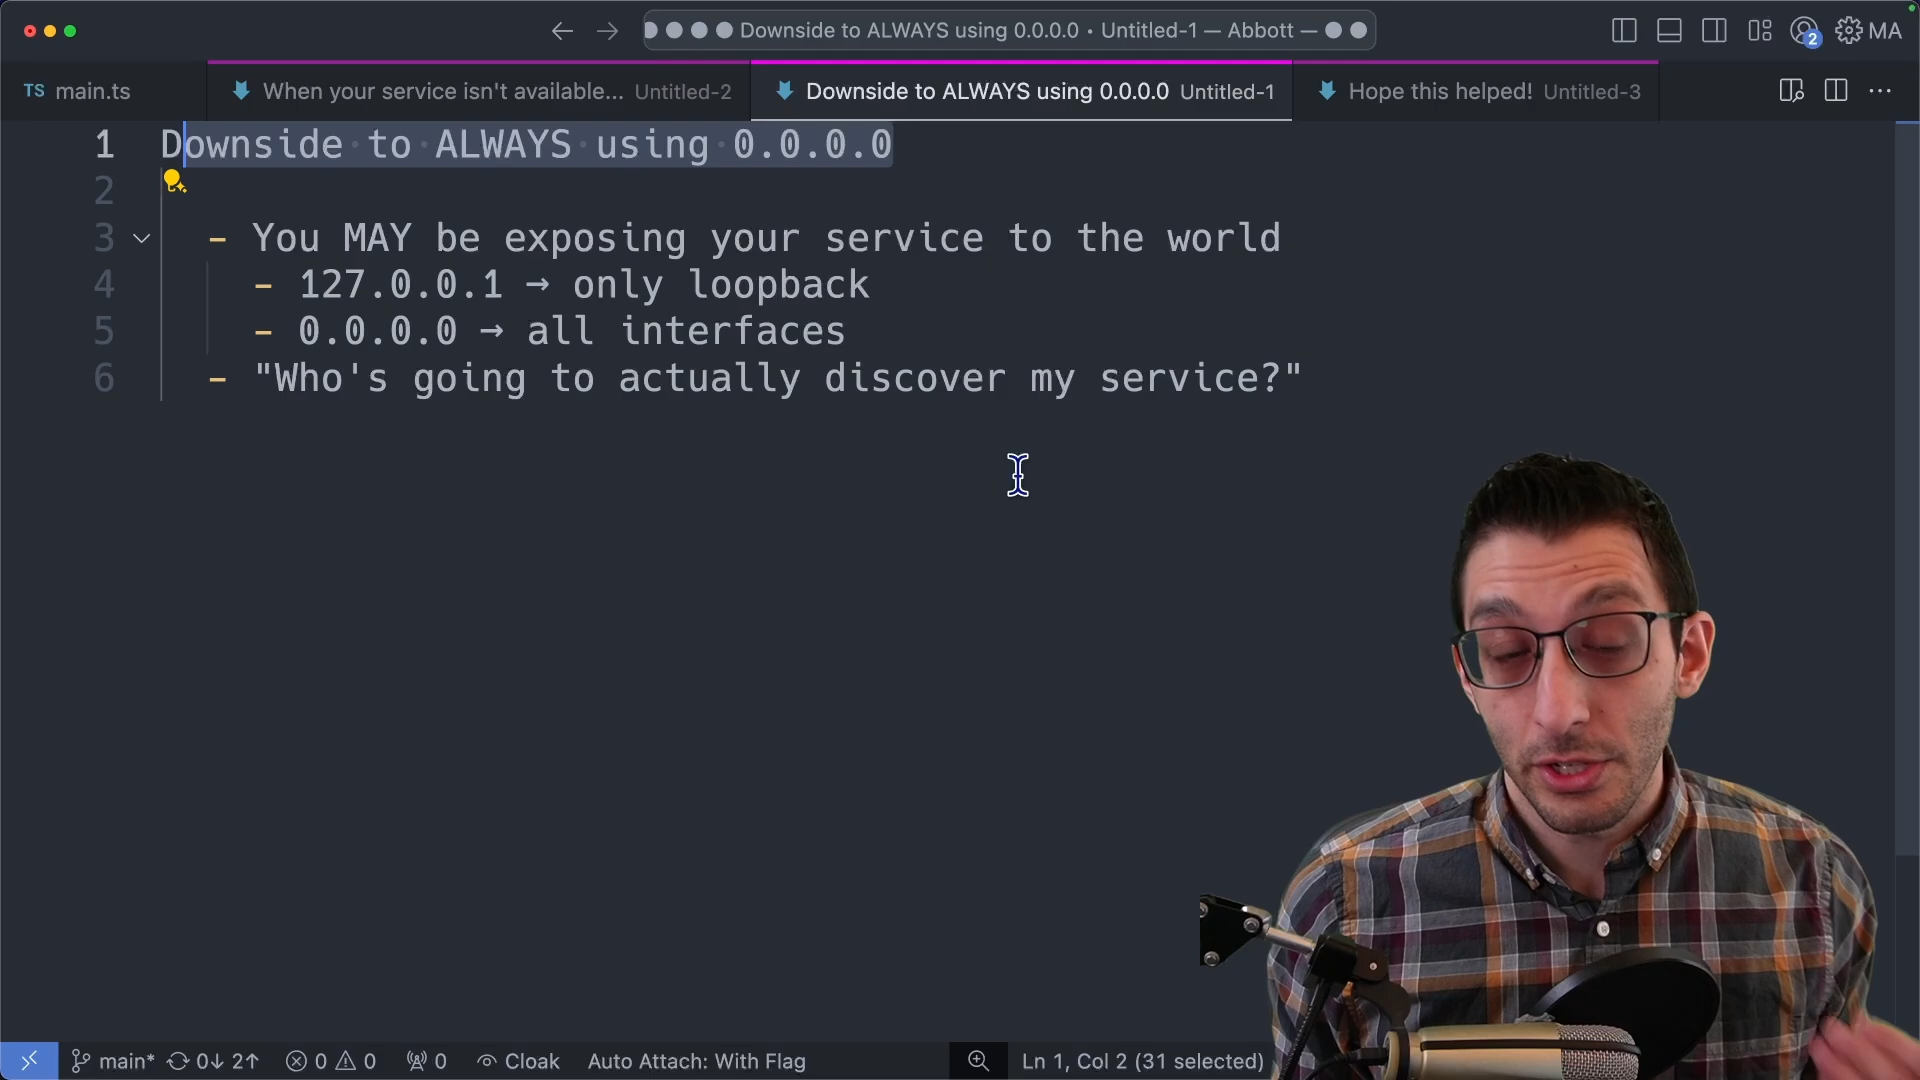 Downside to ALWAYS using 0.0.0.0 • Untitled-1 — Abbott —
2
MA
TS main.ts
When your service isn't available... Untitled-2
Downside to ALWAYS using 0.0.0.0 Untitled-1
Hope this helped! Untitled-3
1 Downside to ALWAYS using 0.0.0.0
2
3 - You MAY be exposing your service to the world
4 - 127.0.0.1 → only loopback
5 - 0.0.0.0 → all interfaces
6 - "Who's going to actually discover my service?"
main* 0↓ 2↑ 0 0 0 Cloak Auto Attach: With Flag Ln 1, Col 2 (31 selected)